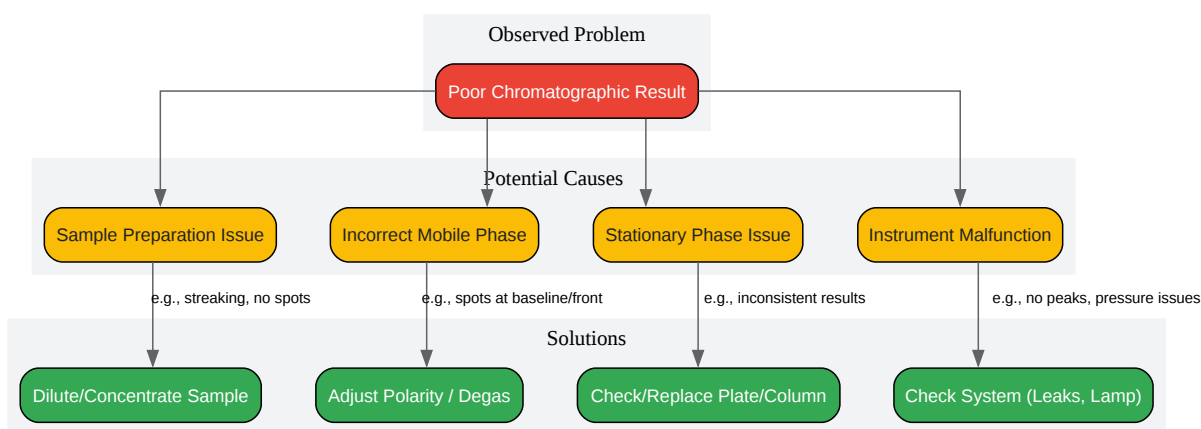 Observed Problem
Poor Chromatographic Result
Potential Causes
Sample Preparation Issue
Incorrect Mobile Phase
Stationary Phase Issue
Instrument Malfunction
e.g., streaking, no spots
e.g., spots at baseline/front
e.g., inconsistent results
e.g., no peaks, pressure issues
Solutions
Dilute/Concentrate Sample
Adjust Polarity / Degas
Check/Replace Plate/Column
Check System (Leaks, Lamp)